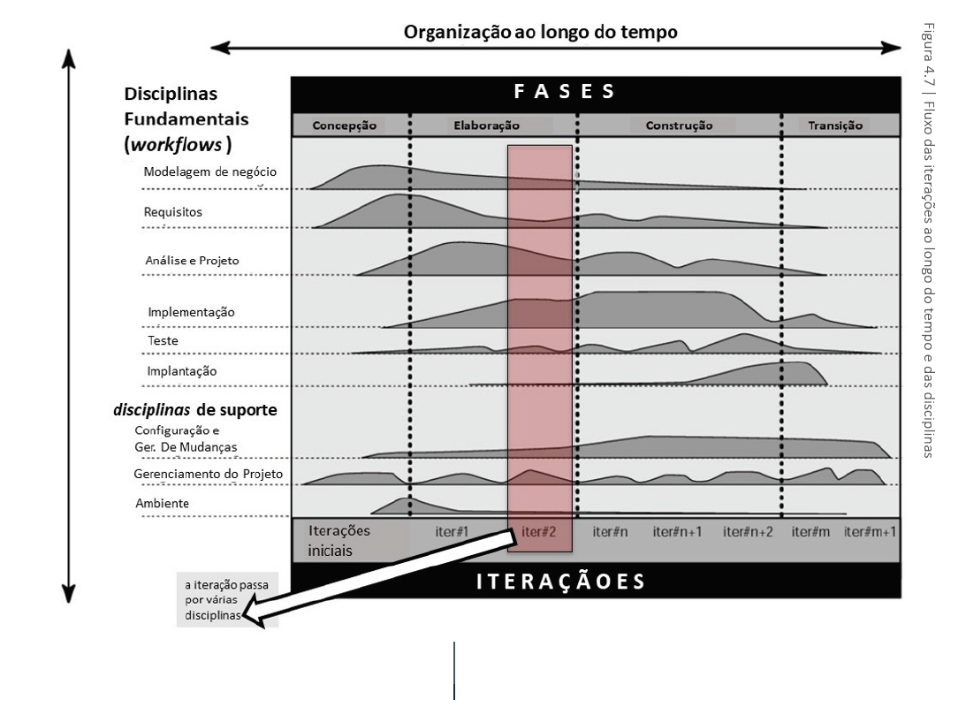 Organização ao longo do tempo
Figura 4.7 | Fluxo das iterações ao longo do tempo e das disciplinas
FASES
Disciplinas
Fundamentais
(workflows)
Concepção
Elaboração
Construção
Transição
Modelagem de negócio
Requisitos
Análise e Projeto
Implementação
Teste
Implantação
disciplinas de suporte
Configuração e
Ger. De Mudanças
Gerenciamento do Projeto
Ambiente
Iterações
iniciais
iter#1
iter#2
iter#n
iter#n+1
iter#n+2
iter#m
iter#m+1
ITERAÇÃOES
a iteração passa
por várias
disciplinas